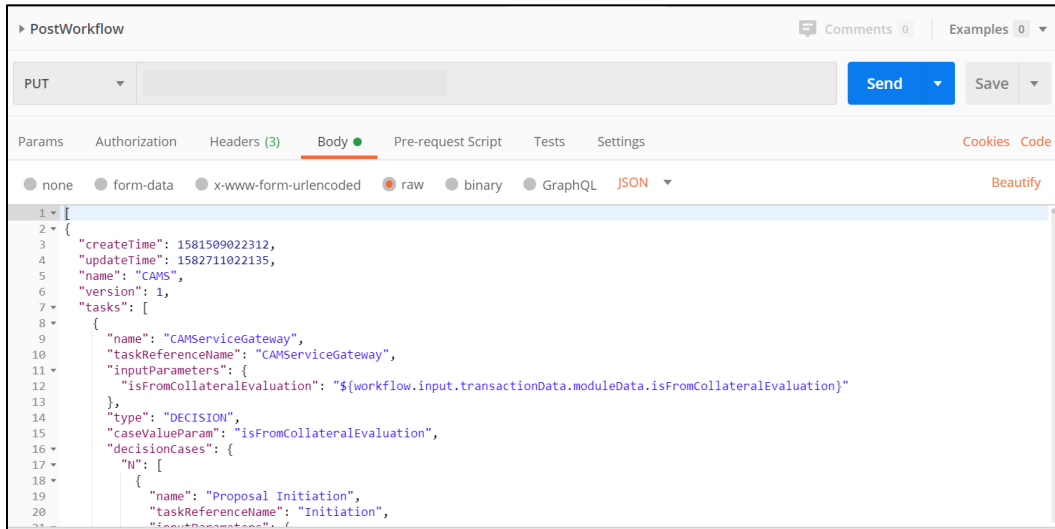 PostWorkflow Comments 0 Examples 0
PUT Send Save
Params Authorization Headers (3) Body Pre-request Script Tests Settings Cookies Code
none form-data x-www-form-urlencoded raw binary GraphQL JSON Beautify
1 [
2 {
3 "createTime": 1581509022312,
4 "updateTime": 1582711022135,
5 "name": "CAMS",
6 "version": 1,
7 "tasks": [
8 {
9 "name": "CAMServiceGateway",
10 "taskReferenceName": "CAMServiceGateway",
11 "inputParameters": {
12 "isFromCollateralEvaluation": "${workflow.input.transactionData.moduleData.isFromCollateralEvaluation}"
13 },
14 "type": "DECISION",
15 "caseValueParam": "isFromCollateralEvaluation",
16 "decisionCases": {
17 "N": [
18 {
19 "name": "Proposal Initiation",
20 "taskReferenceName": "Initiation",
21 "inputParameters": {